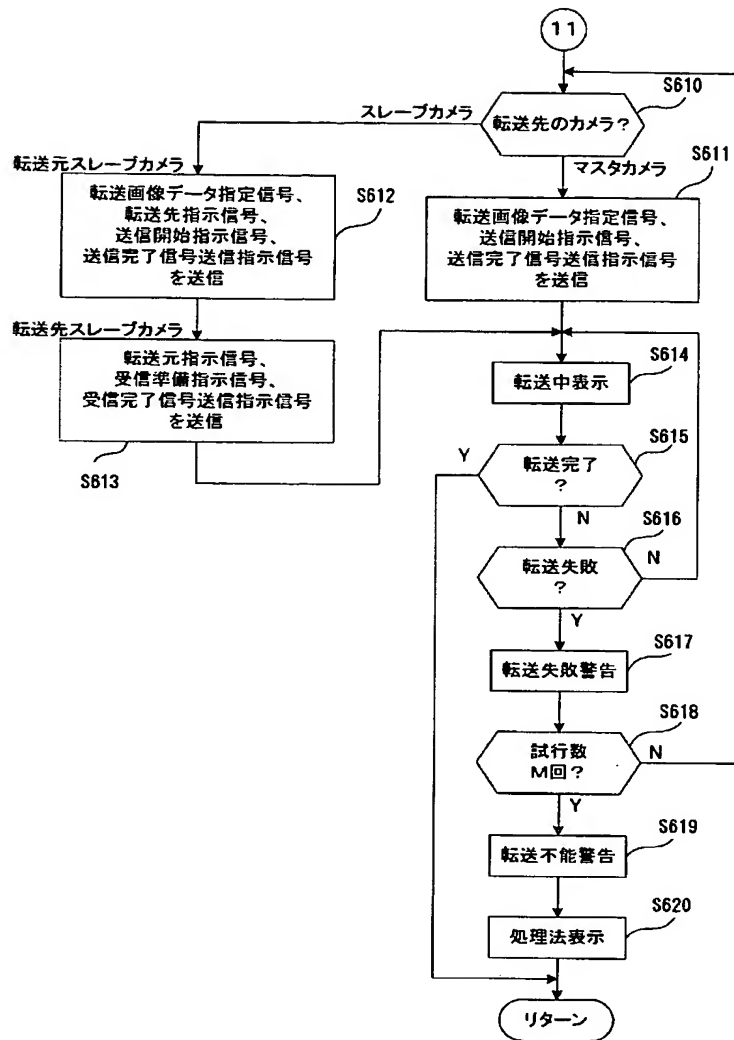 11
S610
転送先のカメラ?
スレーブカメラ
マスタカメラ
転送元スレーブカメラ
S612
転送画像データ指定信号、
転送先指示信号、
送信開始指示信号、
送信完了信号送信指示信号
を送信
S611
転送画像データ指定信号、
送信開始指示信号、
送信完了信号送信指示信号
を送信
転送先スレーブカメラ
転送元指示信号、
受信準備指示信号、
受信完了信号送信指示信号
を送信
S613
S614
転送中表示
S615
転送完了
?
Y
N
S616
転送失敗
?
N
Y
S617
転送失敗警告
S618
試行数
M回?
N
Y
S619
転送不能警告
S620
処理法表示
リターン